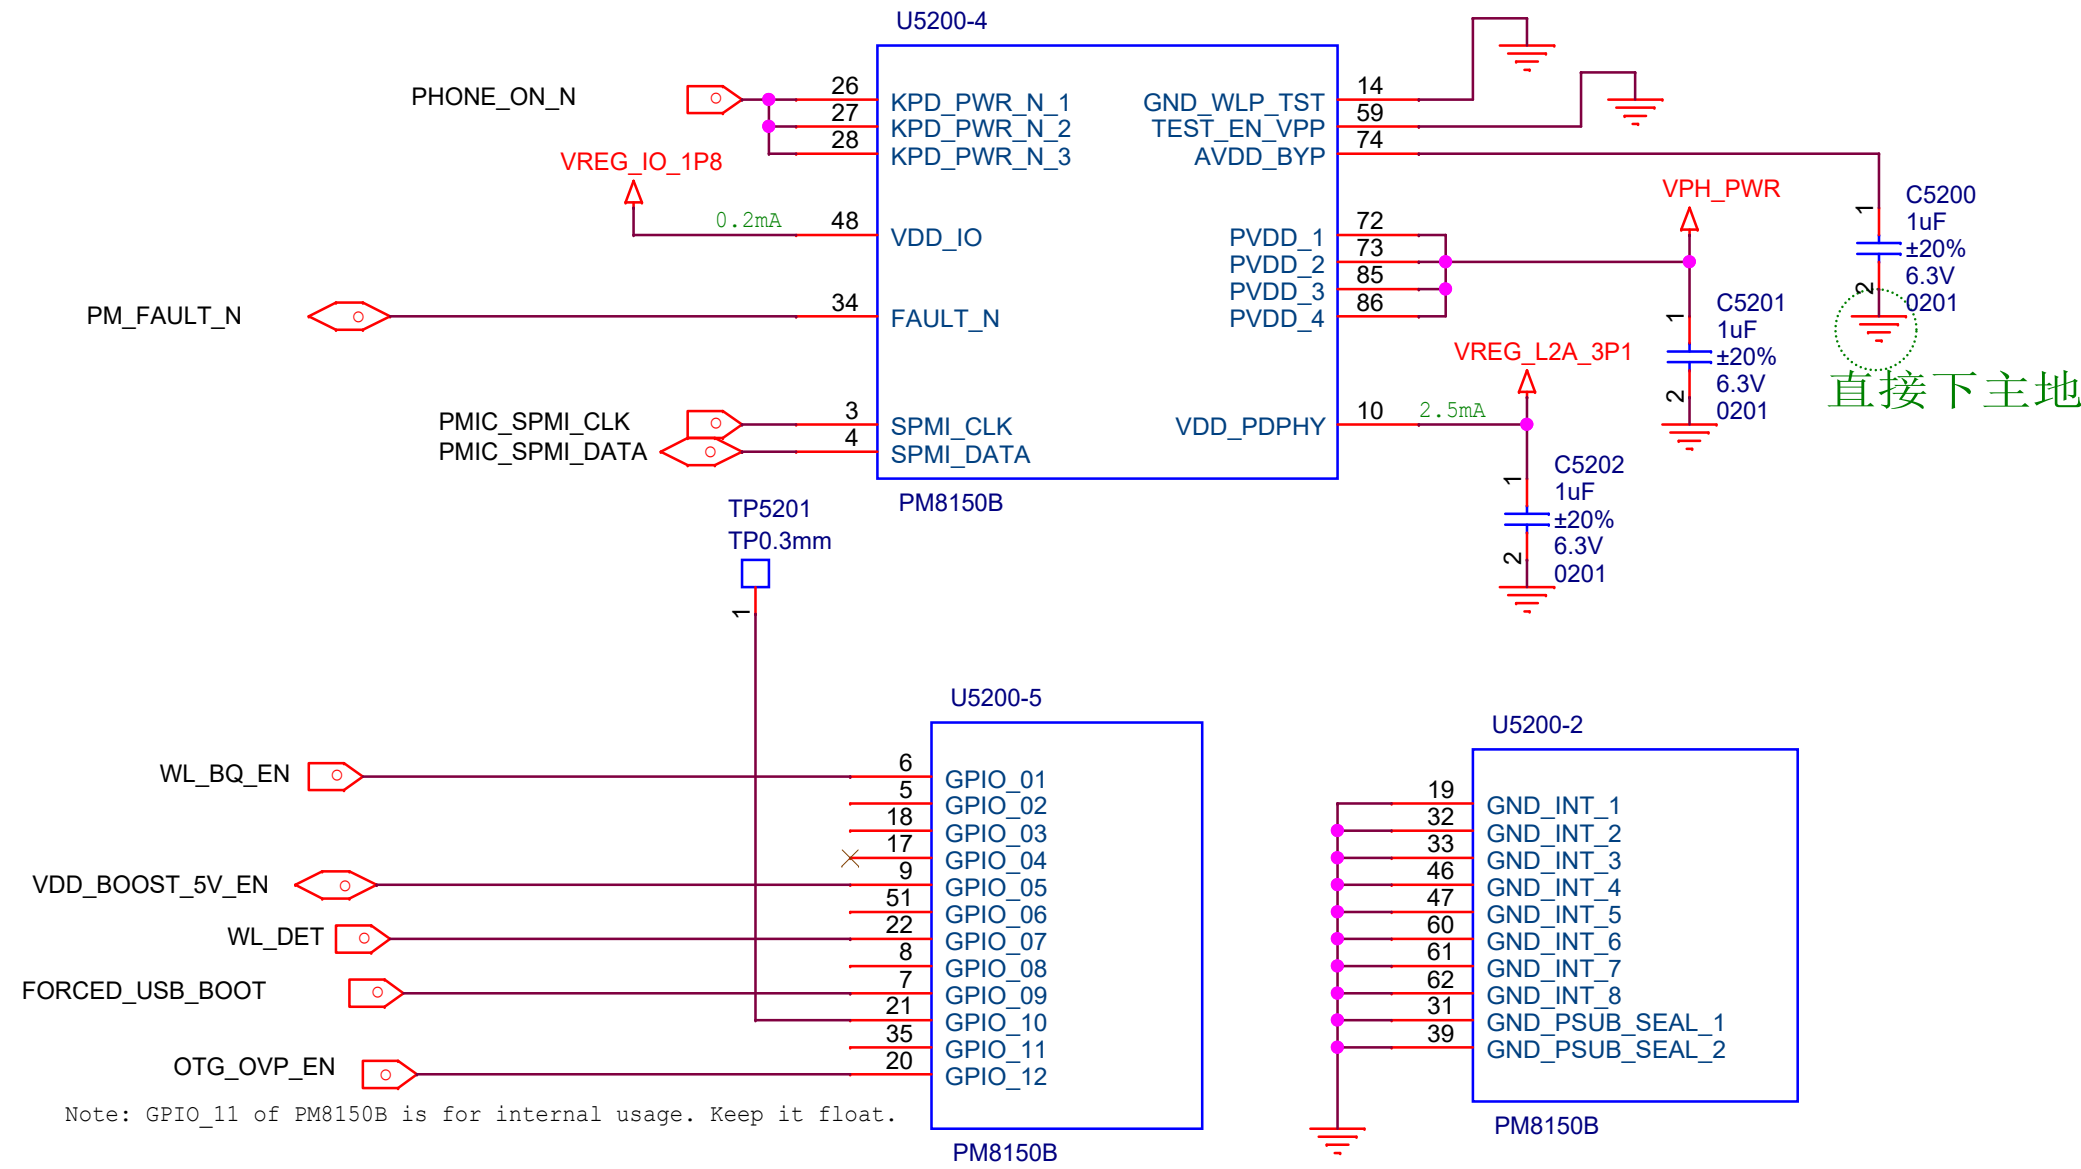 U5200-4
PHONE_ON_N
26 KPD_PWR_N_1
27 KPD_PWR_N_2
28 KPD_PWR_N_3
VREG_IO_1P8
0.2mA 48 VDD_IO
PM_FAULT_N 34 FAULT_N
PMIC_SPMI_CLK 3 SPMI_CLK
PMIC_SPMI_DATA 4 SPMI_DATA
GND_WLP_TST 14
TEST_EN_VPP 59
AVDD_BYP 74
PVDD_1 72
PVDD_2 73
PVDD_3 85
PVDD_4 86
VDD_PDPHY 10 2.5mA
PM8150B
VPH_PWR
VREG_L2A_3P1
1
2
C5200
1uF
±20%
6.3V
0201
直接下主地
1
2
C5201
1uF
±20%
6.3V
0201
1
2
C5202
1uF
±20%
6.3V
0201
TP5201
TP0.3mm
1
U5200-5
WL_BQ_EN 6 GPIO_01
5 GPIO_02
18 GPIO_03
17 GPIO_04
VDD_BOOST_5V_EN 9 GPIO_05
51 GPIO_06
WL_DET 22 GPIO_07
8 GPIO_08
FORCED_USB_BOOT 7 GPIO_09
21 GPIO_10
35 GPIO_11
OTG_OVP_EN 20 GPIO_12
Note: GPIO_11 of PM8150B is for internal usage. Keep it float.
PM8150B
U5200-2
19 GND_INT_1
32 GND_INT_2
33 GND_INT_3
46 GND_INT_4
47 GND_INT_5
60 GND_INT_6
61 GND_INT_7
62 GND_INT_8
31 GND_PSUB_SEAL_1
39 GND_PSUB_SEAL_2
PM8150B